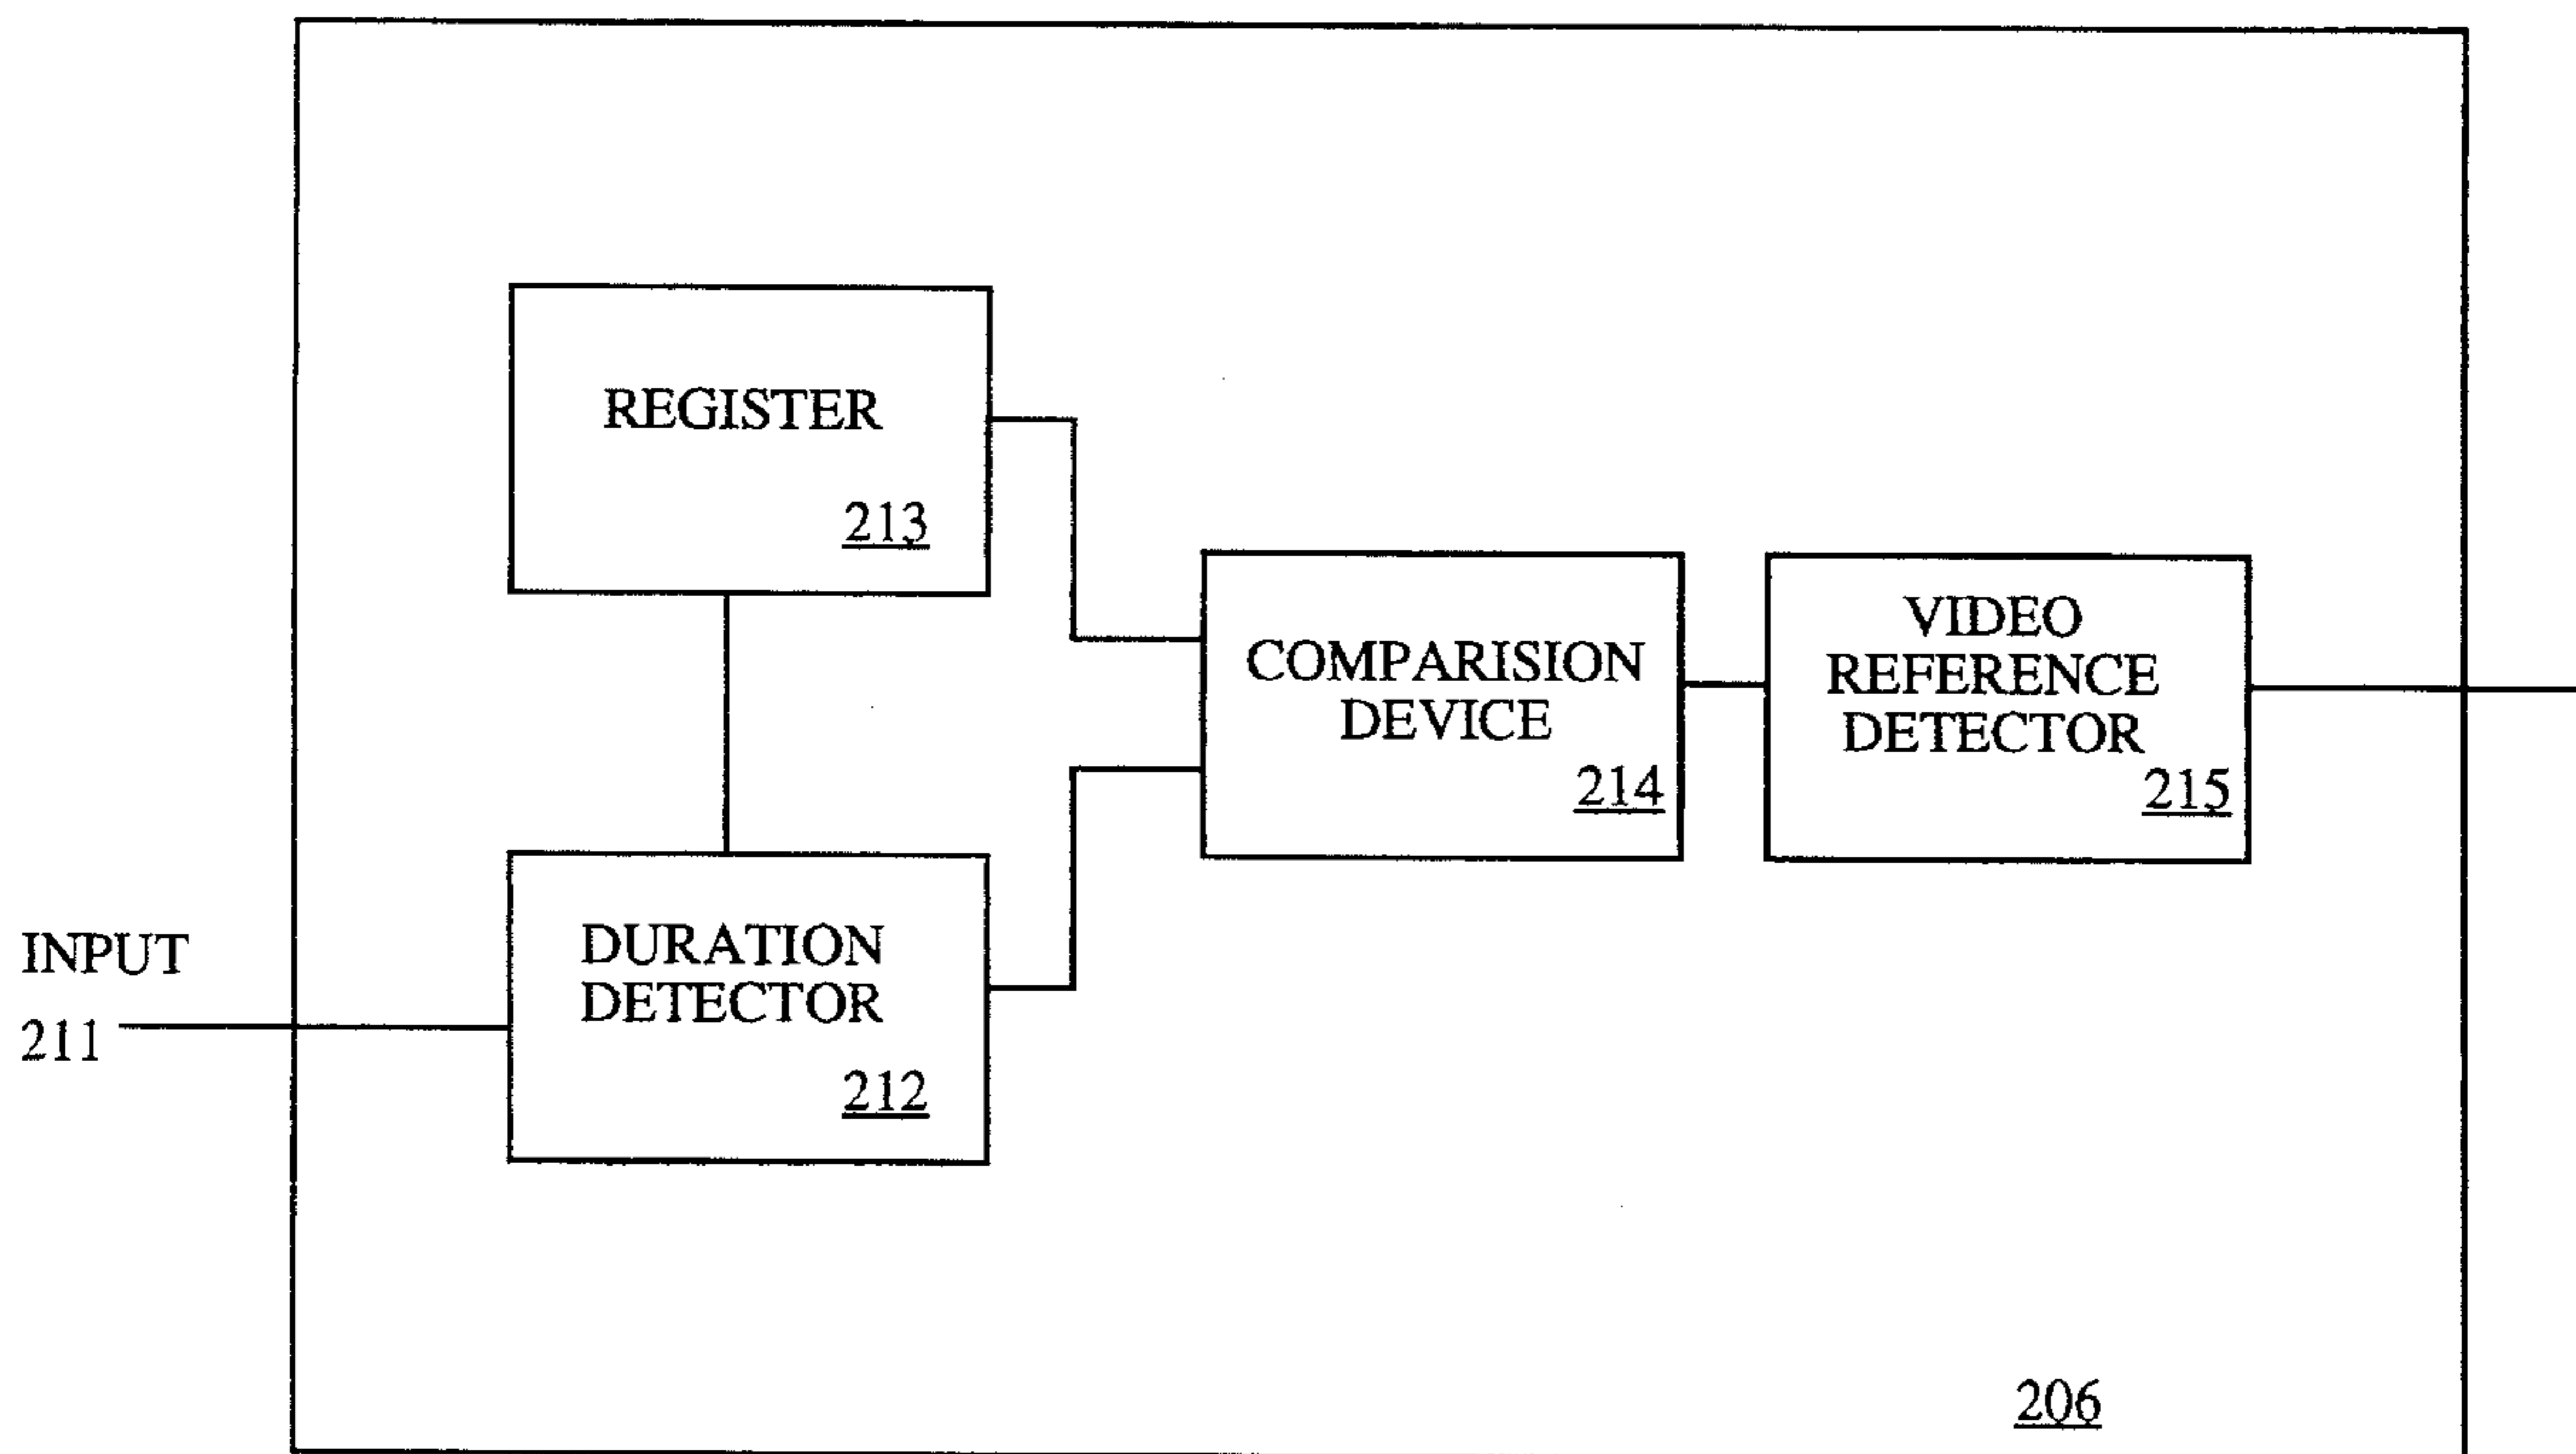 REGISTER
213
COMPARISION
DEVICE
214
VIDEO
REFERENCE
DETECTOR
215
INPUT
211
DURATION
DETECTOR
212
206